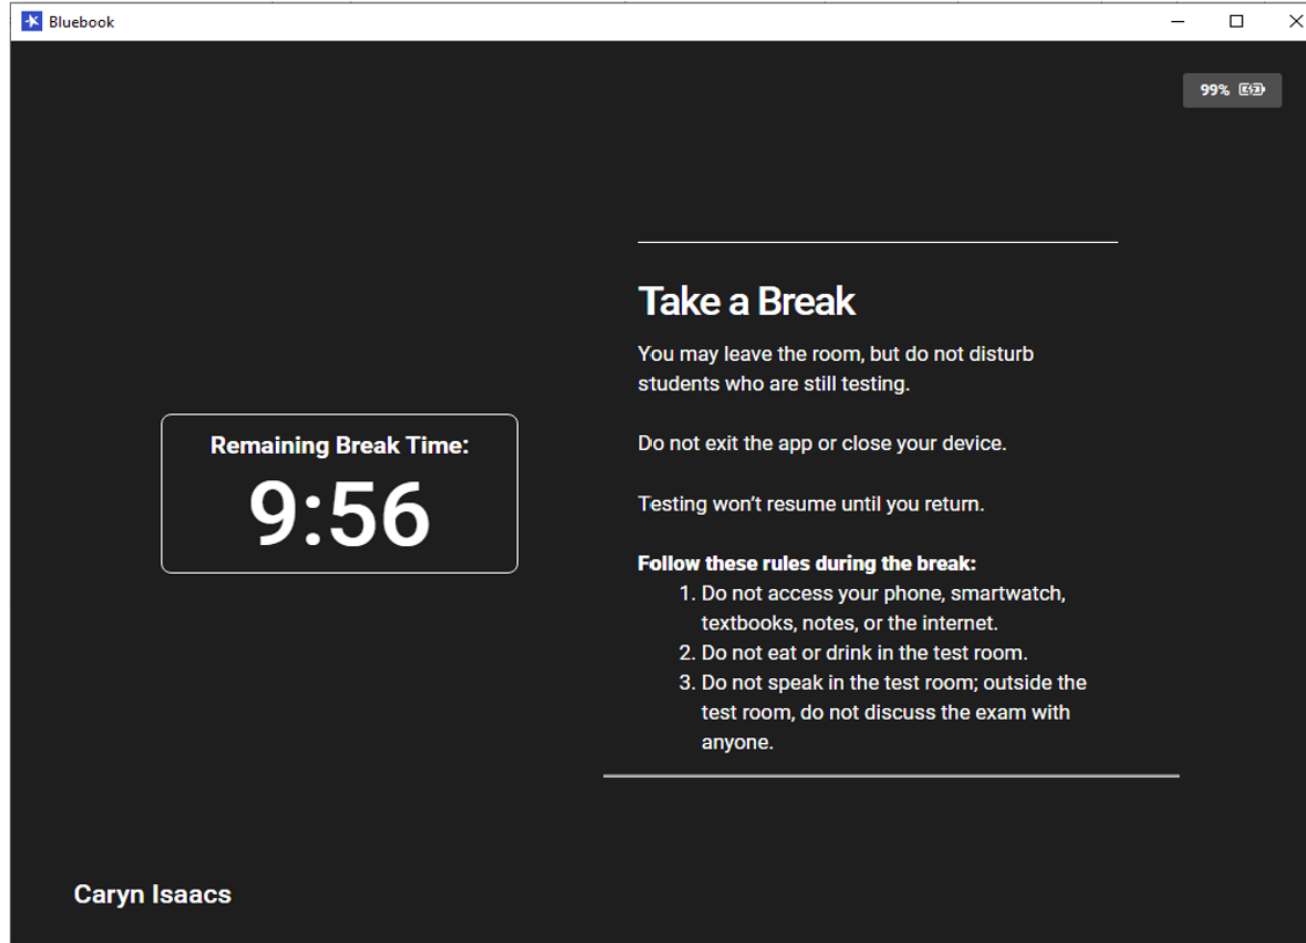 Bluebook
99%
Take a Break
You may leave the room, but do not disturb
students who are still testing.
Do not exit the app or close your device.
Remaining Break Time:
9:56
Testing won’t resume until you return.
Follow these rules during the break:
1. Do not access your phone, smartwatch,
textbooks, notes, or the internet.
2. Do not eat or drink in the test room.
3. Do not speak in the test room; outside the
test room, do not discuss the exam with
anyone.
Caryn Isaacs